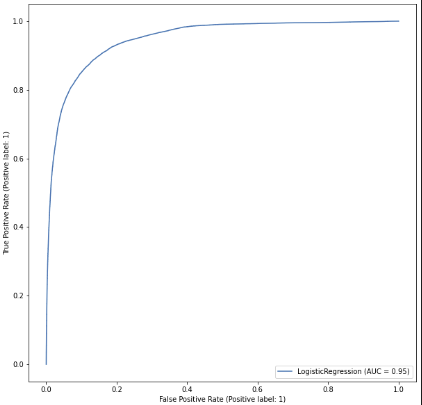 1.0
0.8
0.6
0.4
0.2
0.0
True Positive Rate (Positive label: 1)
LogisticRegression (AUC = 0.95)
0.0 0.2 0.4 0.6 0.8 1.0
False Positive Rate (Positive label: 1)